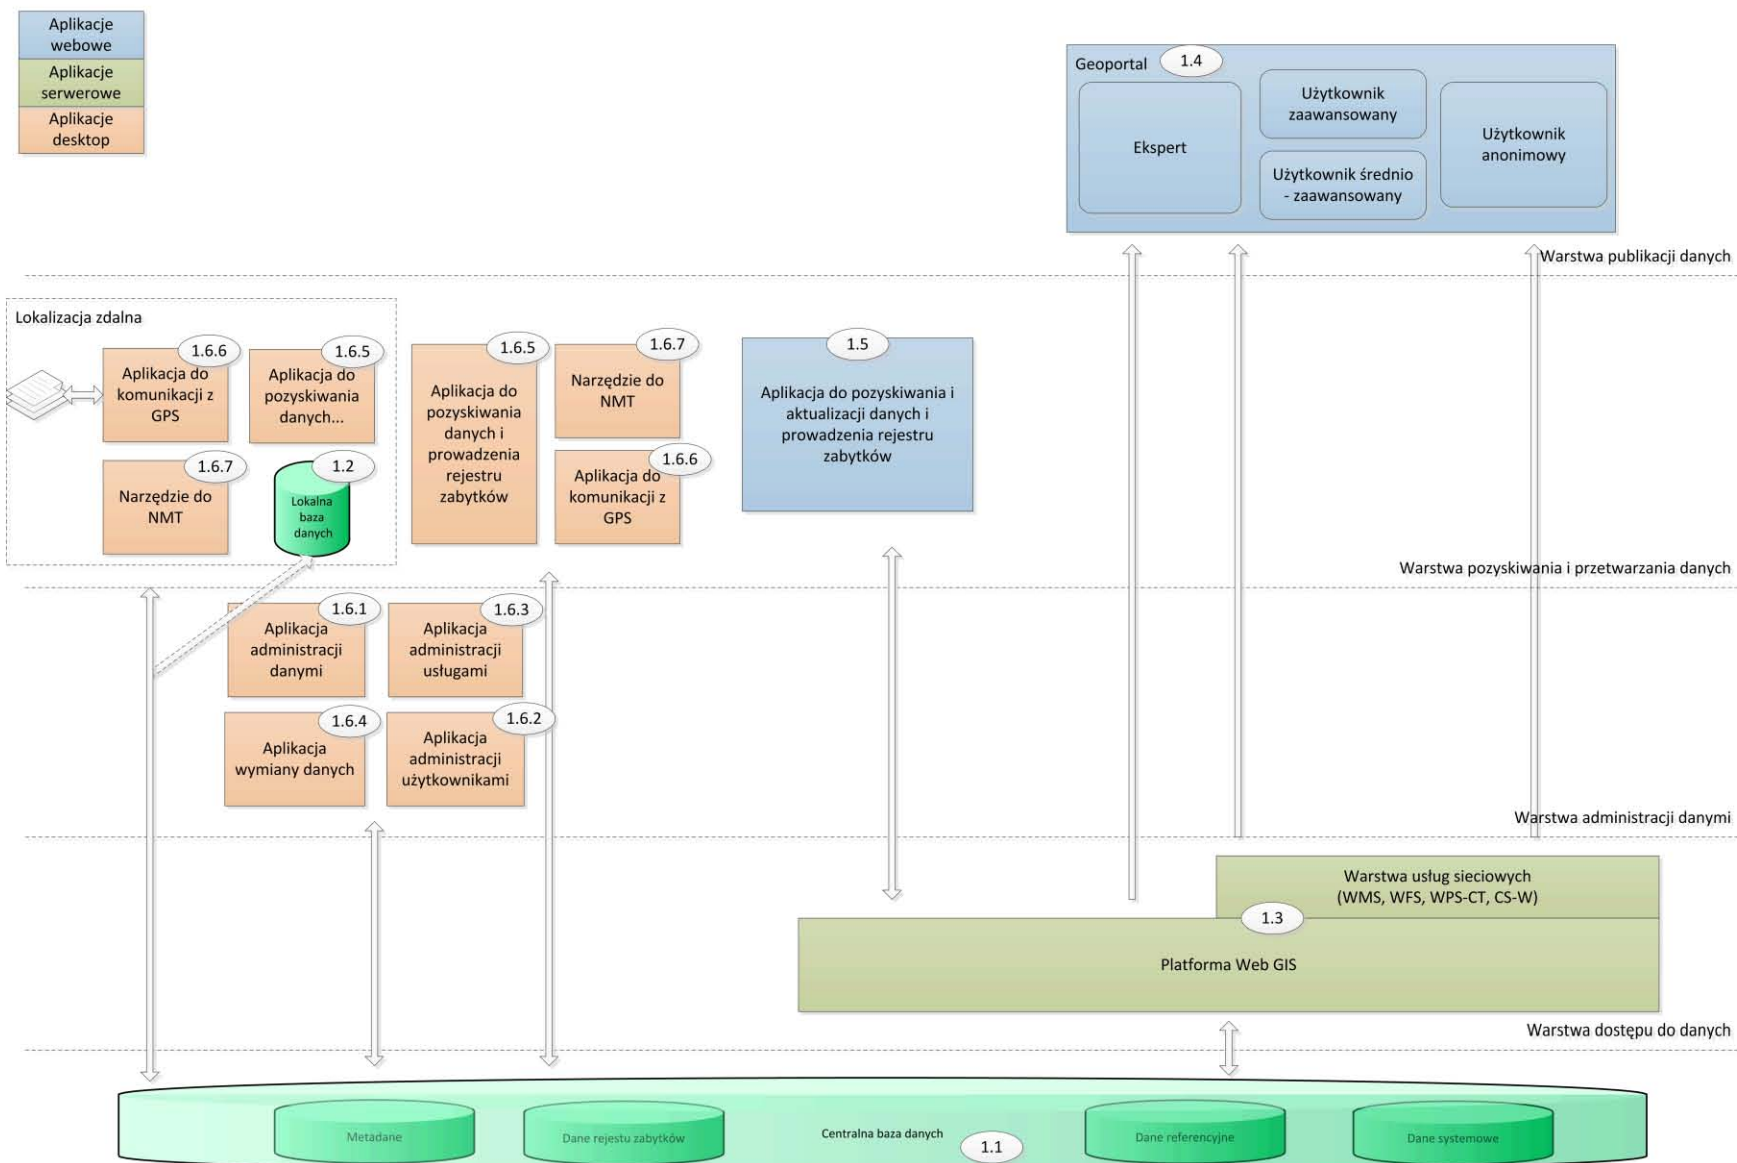 Aplikacje
webowe
Aplikacje
serwerowe
Aplikacje
desktop
Geoportal
1.4
Ekspert
Użytkownik
zaawansowany
Użytkownik średnio
- zaawansowany
Użytkownik
anonimowy
Warstwa publikacji danych
Lokalizacja zdalna
1.6.6
Aplikacja do
komunikacji z
GPS
1.6.5
Aplikacja do
pozyskiwania
danych...
1.6.7
Narzędzie do
NMT
1.2
Lokalna
baza
danych
1.6.5
Aplikacja do
pozyskiwania
danych i
prowadzenia
rejestru
zabytków
1.6.7
Narzędzie do
NMT
1.6.6
Aplikacja do
komunikacji z
GPS
1.5
Aplikacja do pozyskiwania i
aktualizacji danych i
prowadzenia rejestru
zabytków
Warstwa pozyskiwania i przetwarzania danych
1.6.1
Aplikacja
administracji
danymi
1.6.3
Aplikacja
administracji
usługami
1.6.4
Aplikacja
wymiany danych
1.6.2
Aplikacja
administracji
użytkownikami
Warstwa administracji danymi
Warstwa usług sieciowych
(WMS, WFS, WPS-CT, CS-W)
1.3
Platforma Web GIS
Warstwa dostępu do danych
Metadane
Dane rejestu zabytków
Centralna baza danych
1.1
Dane referencyjne
Dane systemowe